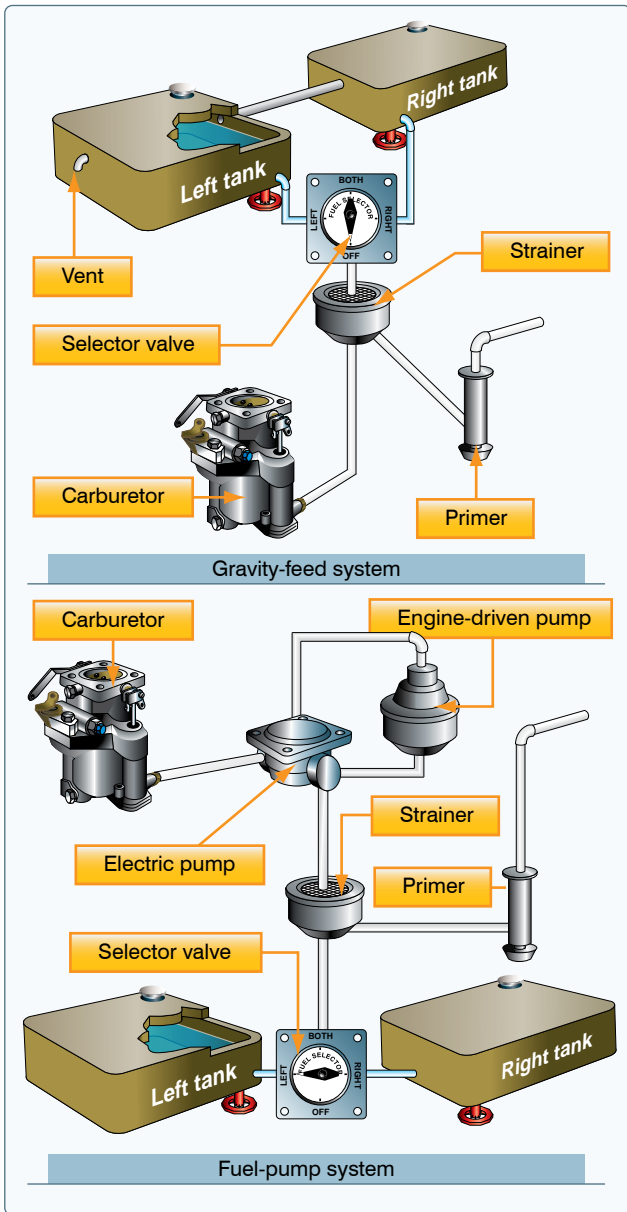 Right tank
Left tank
BOTH
LEFT
FUEL SELECTOR
RIGHT
OFF
Vent
Strainer
Selector valve
Carburetor
Primer
Gravity-feed system
Carburetor
Engine-driven pump
Strainer
Electric pump
Primer
Selector valve
Left tank
BOTH
LEFT
FUEL SELECTOR
RIGHT
OFF
Right tank
Fuel-pump system